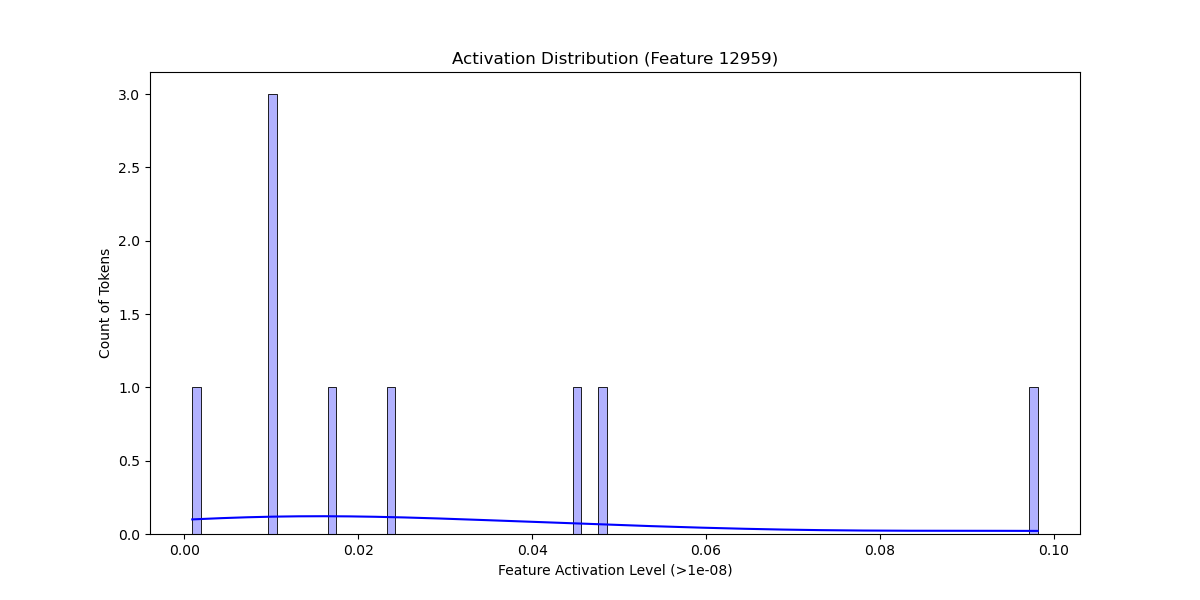 Activation Distribution (Feature 12959)
3.0
2.5
2.0
1.5
1.0
0.5
0.0
Count of Tokens
0.00 0.02 0.04 0.06 0.08 0.10
Feature Activation Level (>1e-08)